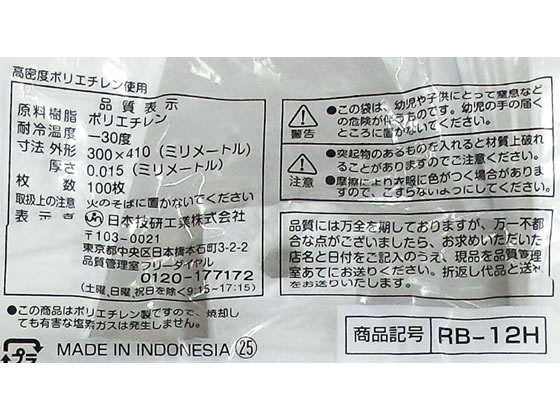 高密度ポリエチレン使用
品質表示
原料樹脂 ポリエチレン
耐冷温度 －30度
寸法 外形 300×410（ミリメートル）
厚さ 0.015（ミリメートル）
枚数 100枚
取扱上の注意 火のそばに置かないでください
表示者 日本技研工業株式会社
〒103-0021
東京都中央区日本橋本石町3-2-2
品質管理室フリーダイヤル
0120-177172
（土曜、日曜、祝日を除く9:15-17:15）
●この商品はポリエチレン製ですので、焼却し
ても有害な塩素ガスは発生しません。
プラ
MADE IN INDONESIA ㉕
警告
●この袋は、幼児や子供にとって窒息など
の危険が伴うものです。幼児の手の届く
ところに置かないでください。
注意
●突起物のあるものを入れると材質上破れ
ることがありますのでご注意ください。
●摩擦により衣服に色がつく場合があります
ので、こすらないようにしてください。
品質には万全を期しておりますが、万一不都
合な点がございましたら、お求めいただいた
店名と日付をご記入のうえ、現品を品質管理
室あてにお送りください。折返し代品と送料
をお送りいたします。
商品記号 RB-12H